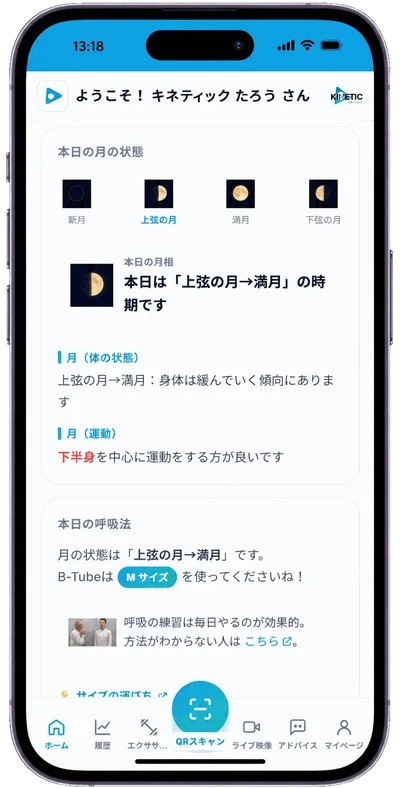 13:18
ようこそ！ キネティック たろう さん
KINETIC
本日の月の状態
新月
上弦の月
満月
下弦の月
本日の月相
本日は「上弦の月→満月」の時
期です
月（体の状態）
上弦の月→満月：身体は緩んでいく傾向にありま
す
月（運動）
下半身を中心に運動をする方が良いです
本日の呼吸法
月の状態は「上弦の月→満月」です。
B-Tubeは M サイズ を使ってくださいね！
呼吸の練習は毎日やるのが効果的。
方法がわからない人は こちら。
サイズの選び方
ホーム
履歴
エクササ...
QRスキャン
ライブ映像
アドバイス
マイページ